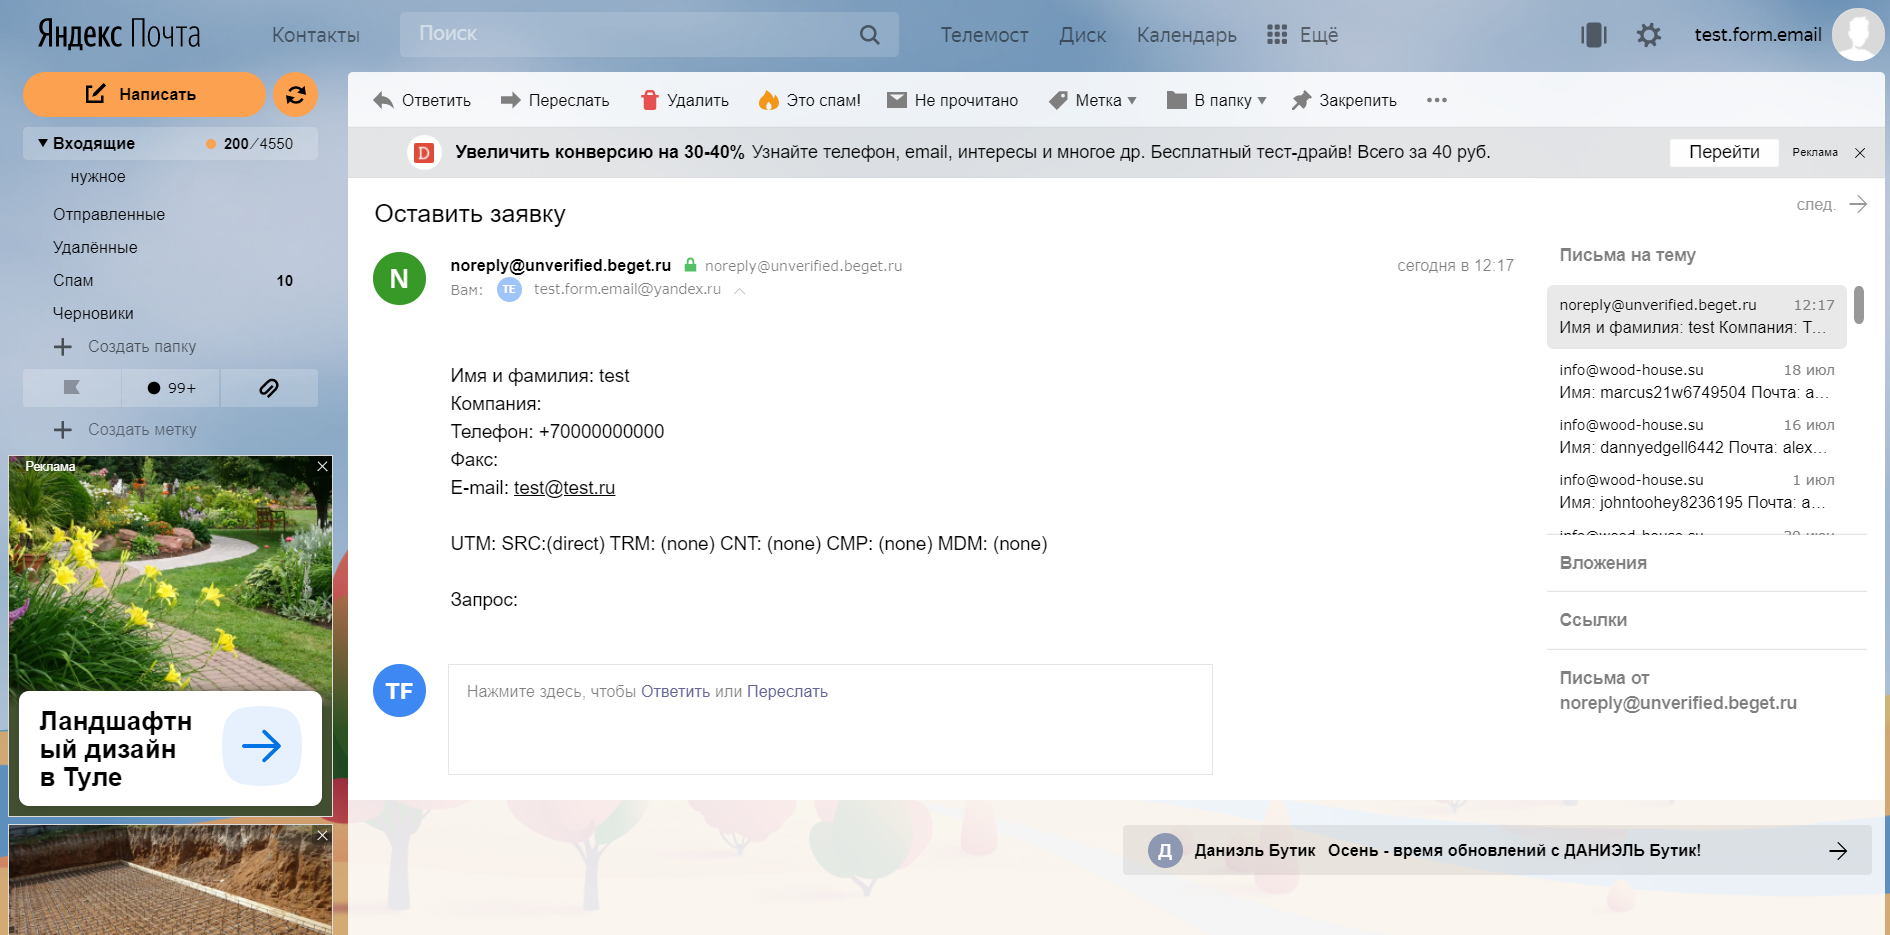 Яндекс Почта
Контакты
Поиск
Телемост
Диск
Календарь
Ещё
test.form.email
Написать
Ответить
Переслать
Удалить
Это спам!
Не прочитано
Метка
В папку
Закрепить
Входящие
200/4550
нужное
Отправленные
Удалённые
Спам
10
Черновики
Создать папку
99+
Создать метку
Реклама
Ландшафтн
ый дизайн
в Туле
D
Увеличить конверсию на 30-40% Узнайте телефон, email, интересы и многое др. Бесплатный тест-драйв! Всего за 40 руб.
Перейти
Реклама
Оставить заявку
след.
N
noreply@unverified.beget.ru
noreply@unverified.beget.ru
сегодня в 12:17
Вам:
TE
test.form.email@yandex.ru
Имя и фамилия: test
Компания:
Телефон: +70000000000
Факс:
E-mail: test@test.ru
UTM: SRC:(direct) TRM: (none) CNT: (none) CMP: (none) MDM: (none)
Запрос:
TF
Нажмите здесь, чтобы Ответить или Переслать
Письма на тему
noreply@unverified.beget.ru 12:17
Имя и фамилия: test Компания: Т...
info@wood-house.su 18 июл
Имя: marcus21w6749504 Почта: a...
info@wood-house.su 16 июл
Имя: dannyedgell6442 Почта: alex...
info@wood-house.su 1 июл
Имя: johntoohey8236195 Почта: a...
info@wood-house.su
Вложения
Ссылки
Письма от
noreply@unverified.beget.ru
Д
Даниэль Бутик Осень - время обновлений с ДАНИЭЛЬ Бутик!